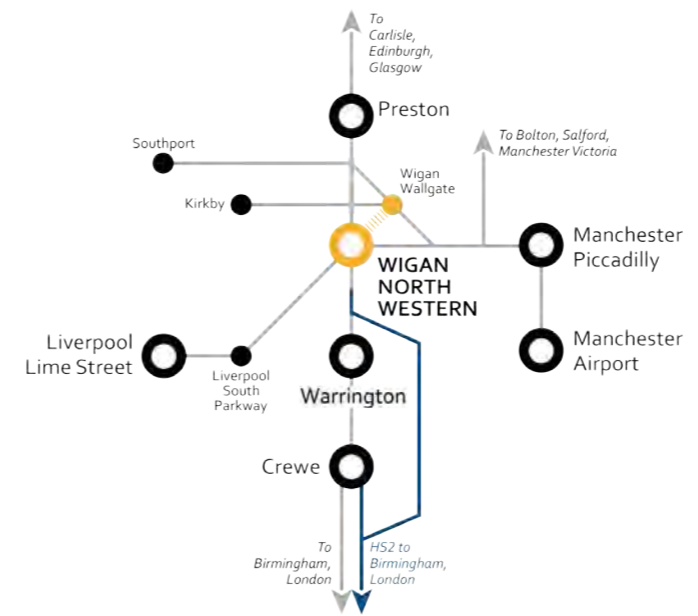 To
Carlisle,
Edinburgh,
Glasgow
Preston
To Bolton, Salford,
Manchester Victoria
Southport
Wigan
Wallgate
Kirkby
Manchester
Piccadilly
WIGAN
NORTH
WESTERN
Liverpool
Lime Street
Liverpool
South
Parkway
Warrington
Manchester
Airport
Crewe
To
Birmingham,
London
HS2 to
Birmingham,
London